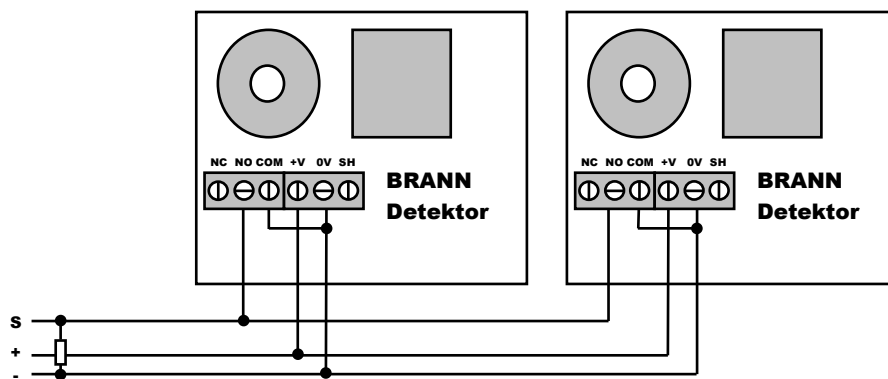 NC NO COM +V 0V SH
BRANN
Detektor
NC NO COM +V 0V SH
BRANN
Detektor
S
+
-